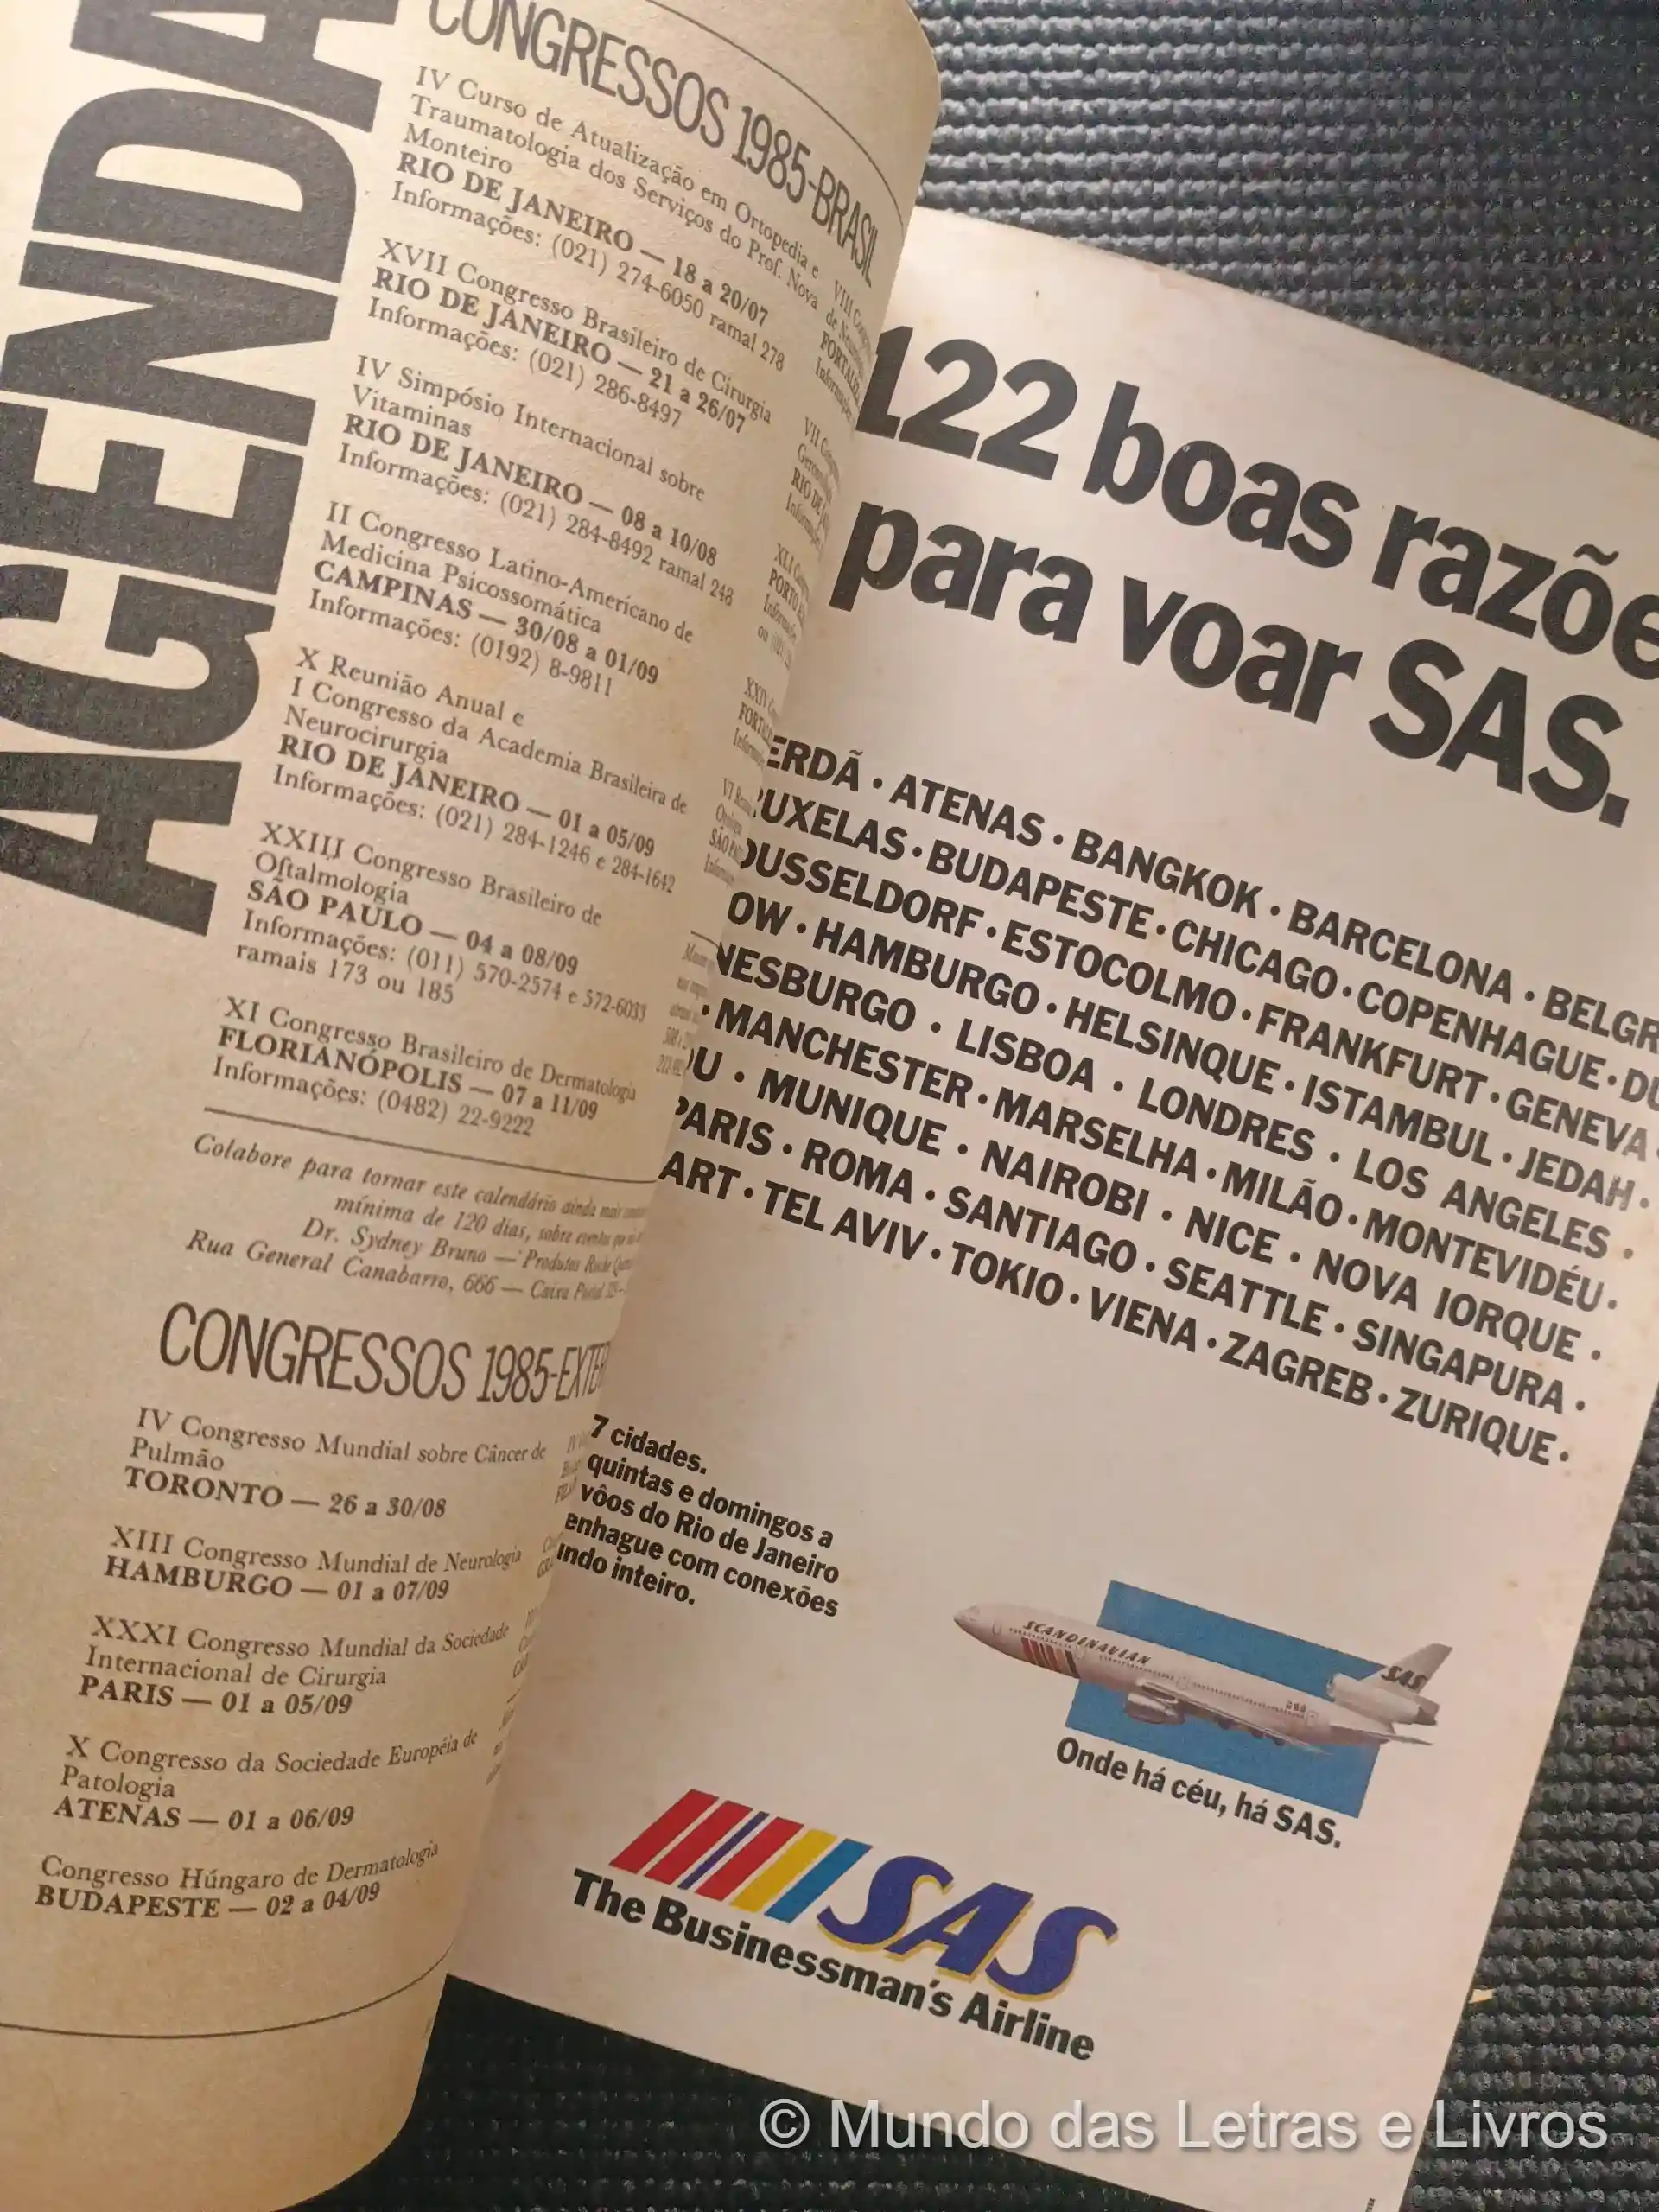 AGENDA
CONGRESSOS 1985-BRASIL
IV Curso de Atualização em Ortopedia e
Traumatologia dos Serviços do Prof. Nova
Monteiro
RIO DE JANEIRO — 18 a 20/07
Informações: (021) 274-6050 ramal 278
XVII Congresso Brasileiro de Cirurgia
RIO DE JANEIRO — 21 a 26/07
Informações: (021) 286-8497
IV Simpósio Internacional sobre
Vitaminas
RIO DE JANEIRO — 08 a 10/08
Informações: (021) 284-8492 ramal 248
II Congresso Latino-Americano de
Medicina Psicossomática
CAMPINAS — 30/08 a 01/09
Informações: (0192) 8-9811
X Reunião Anual e
I Congresso da Academia Brasileira de
Neurocirurgia
RIO DE JANEIRO — 01 a 05/09
Informações: (021) 284-1246 e 284-1642
XXIII Congresso Brasileiro de
Oftalmologia
SÃO PAULO — 04 a 08/09
Informações: (011) 570-2574 e 572-6033
ramais 173 ou 185
XI Congresso Brasileiro de Dermatologia
FLORIANÓPOLIS — 07 a 11/09
Informações: (0482) 22-9222
Colabore para tornar este calendário ainda mais
mínima de 120 dias, sobre eventos que
Dr. Sydney Bruno — Produtos Roche
Rua General Canabarro, 666 — Caixa Postal
CONGRESSOS 1985-EXTER
IV Congresso Mundial sobre Câncer de
Pulmão
TORONTO — 26 a 30/08
XIII Congresso Mundial de Neurologia
HAMBURGO — 01 a 07/09
XXXI Congresso Mundial da Sociedade
Internacional de Cirurgia
PARIS — 01 a 05/09
X Congresso da Sociedade Européia de
Patologia
ATENAS — 01 a 06/09
Congresso Húngaro de Dermatologia
BUDAPESTE — 02 a 04/09
122 boas razõe
para voar SAS.
ERDÃ · ATENAS · BANGKOK · BARCELONA · BELGR
UXELAS · BUDAPESTE · CHICAGO · COPENHAGUE · DU
USSELDORF · ESTOCOLMO · FRANKFURT · GENEVA ·
OW · HAMBURGO · HELSINQUE · ISTAMBUL · JEDAH ·
NESBURGO · LISBOA · LONDRES · LOS ANGELES ·
· MANCHESTER · MARSELHA · MILÃO · MONTEVIDÉU ·
U · MUNIQUE · NAIROBI · NICE · NOVA IORQUE ·
PARIS · ROMA · SANTIAGO · SEATTLE · SINGAPURA ·
ART · TEL AVIV · TOKIO · VIENA · ZAGREB · ZURIQUE ·
7 cidades.
quintas e domingos a
vôos do Rio de Janeiro
enhague com conexões
undo inteiro.
SCANDINAVIAN
SAS
Onde há céu, há SAS.
SAS
The Businessman's Airline
© Mundo das Letras e Livros